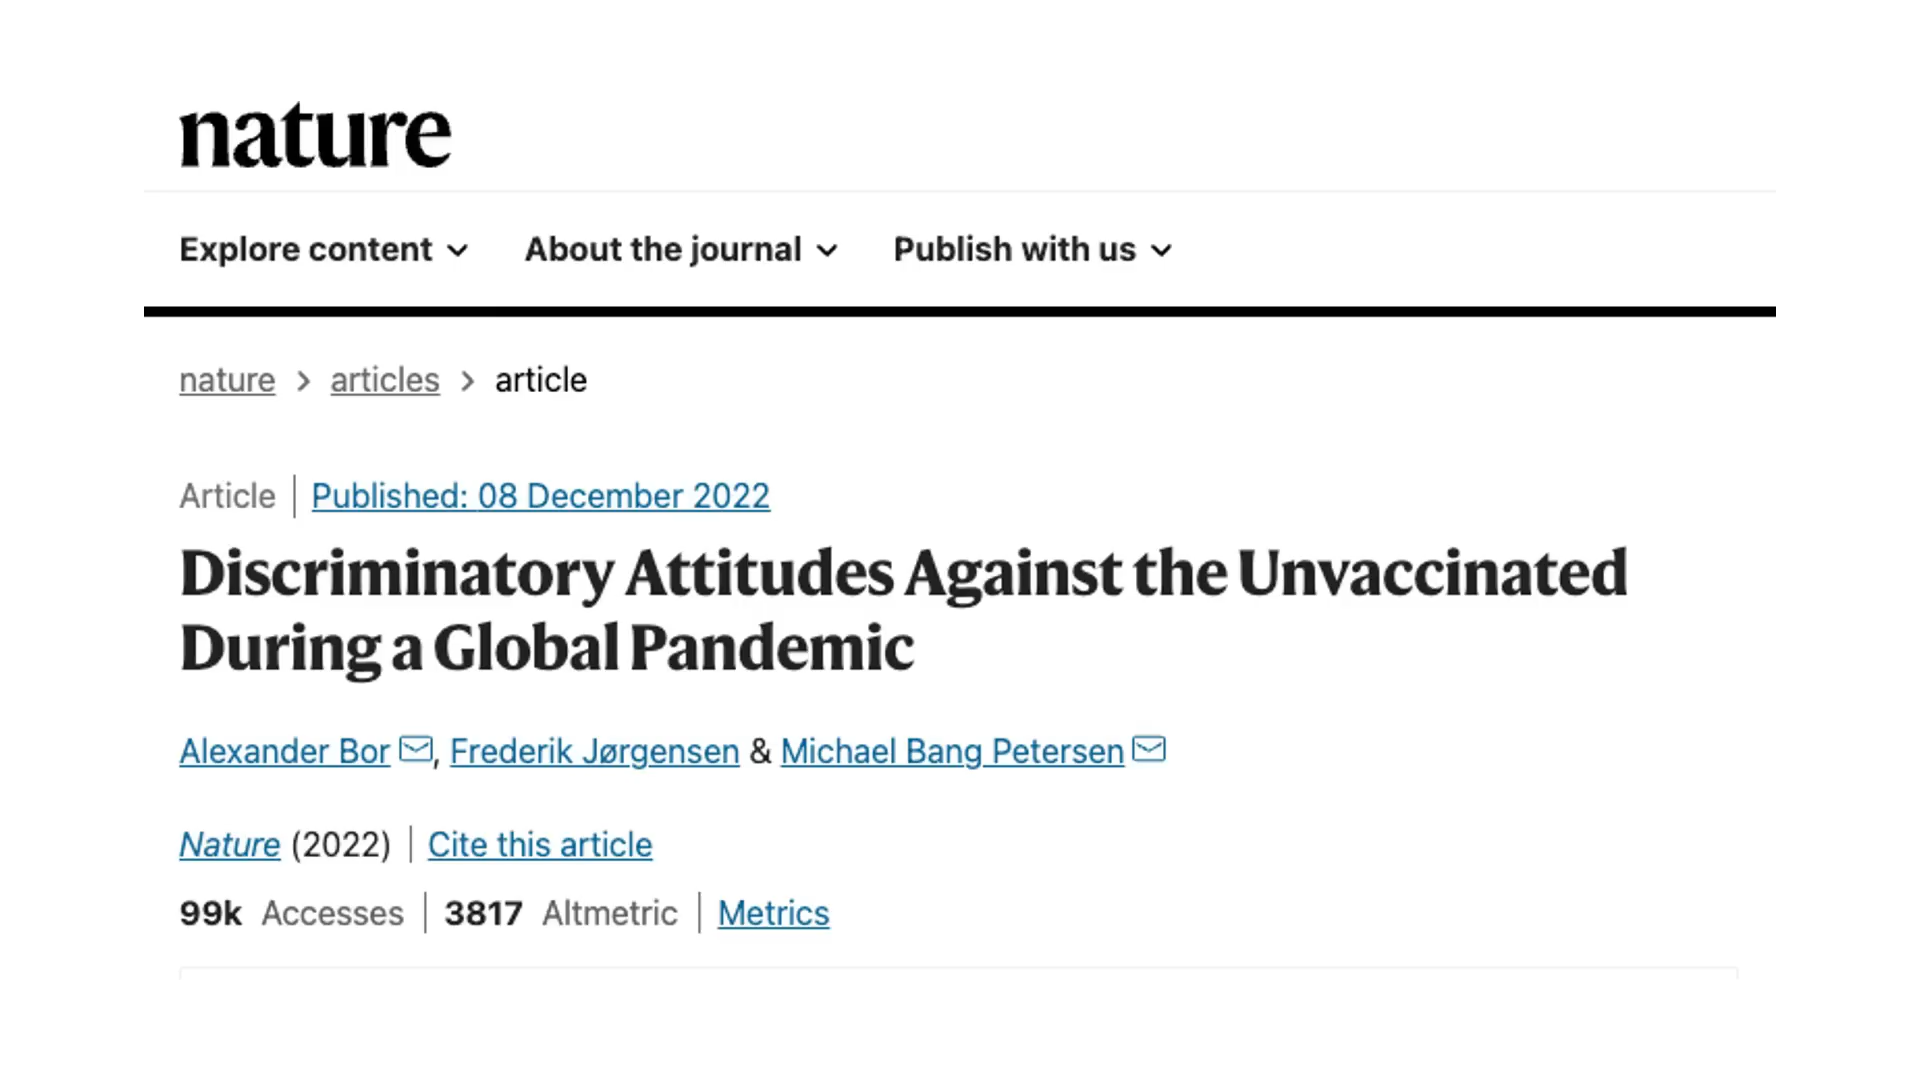 nature
Explore content About the journal Publish with us
nature > articles > article
Article | Published: 08 December 2022
Discriminatory Attitudes Against the Unvaccinated
During a Global Pandemic
Alexander Bor, Frederik Jørgensen & Michael Bang Petersen
Nature (2022) | Cite this article
99k Accesses | 3817 Altmetric | Metrics